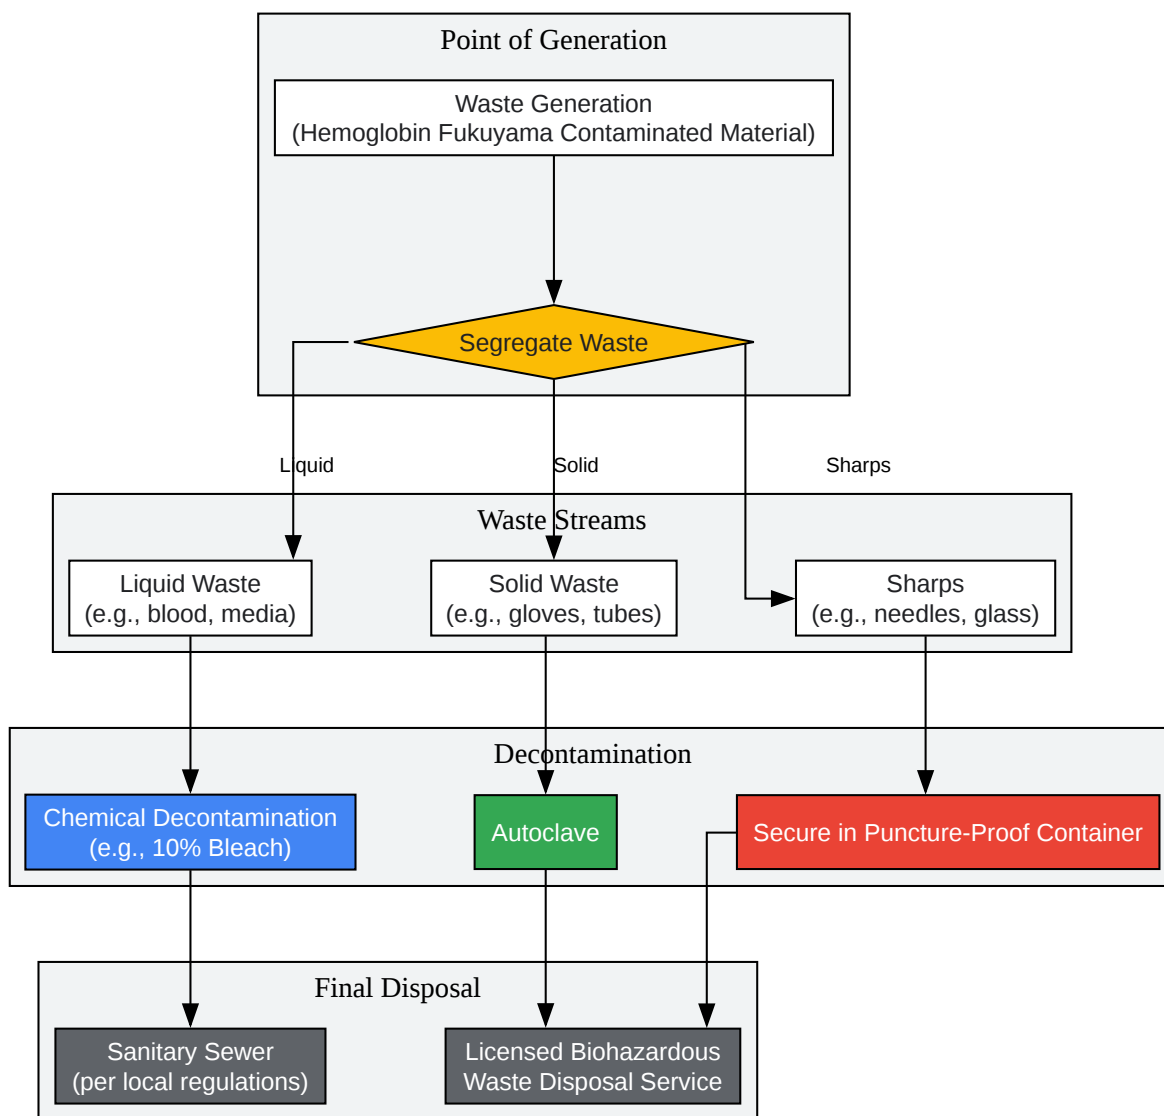 Point of Generation
Waste Generation
(Hemoglobin Fukuyama Contaminated Material)
Segregate Waste
Liquid
Solid
Sharps
Waste Streams
Liquid Waste
(e.g., blood, media)
Solid Waste
(e.g., gloves, tubes)
Sharps
(e.g., needles, glass)
Decontamination
Chemical Decontamination
(e.g., 10% Bleach)
Autoclave
Secure in Puncture-Proof Container
Final Disposal
Sanitary Sewer
(per local regulations)
Licensed Biohazardous
Waste Disposal Service